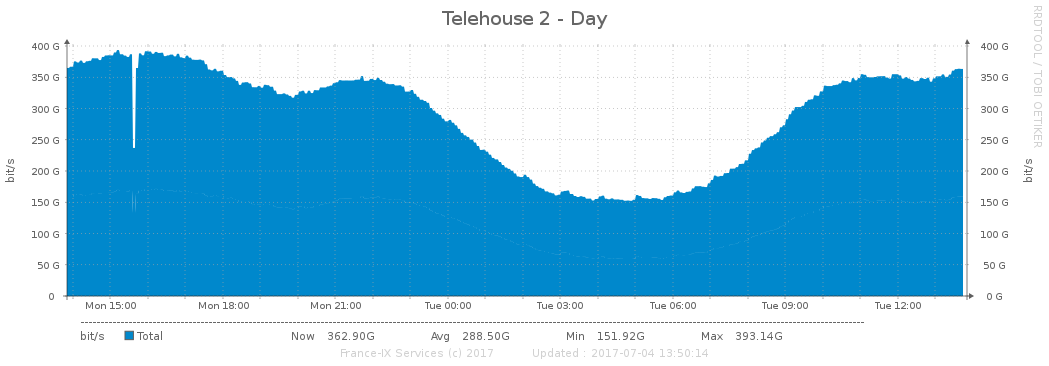 Telehouse 2 - Day
RRDTOOL / TOBI OETIKER
400 G 400 G
350 G 350 G
300 G 300 G
250 G 250 G
200 G 200 G
150 G 150 G
100 G 100 G
50 G 50 G
0 0 G
bit/s bit/s
Mon 15:00 Mon 18:00 Mon 21:00 Tue 00:00 Tue 03:00 Tue 06:00 Tue 09:00 Tue 12:00
bit/s Total Now 362.90G Avg 288.50G Min 151.92G Max 393.14G
France-IX Services (c) 2017 Updated : 2017-07-04 13:50:14